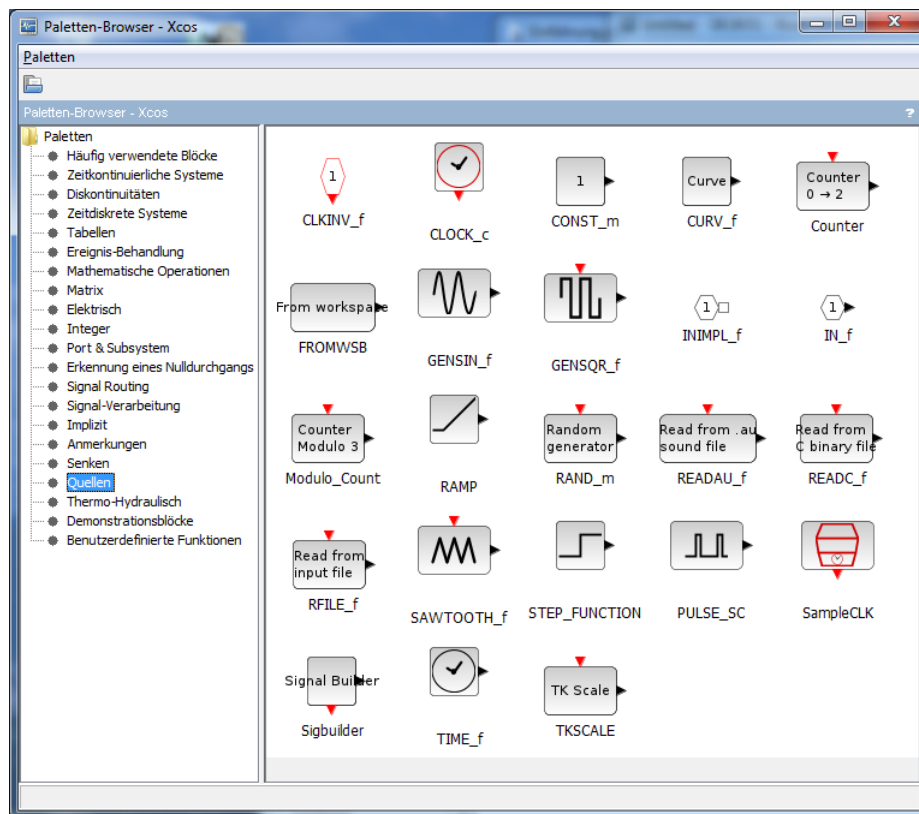 Paletten-Browser - Xcos
Paletten
Paletten-Browser - Xcos
?
Paletten
Häufig verwendete Blöcke
Zeitkontinuierliche Systeme
Diskontinuitäten
Zeitdiskrete Systeme
Tabellen
Ereignis-Behandlung
Mathematische Operationen
Matrix
Elektrisch
Integer
Port & Subsystem
Erkennung eines Nulldurchgangs
Signal Routing
Signal-Verarbeitung
Implizit
Anmerkungen
Senken
Quellen
Thermo-Hydraulisch
Demonstrationsblöcke
Benutzerdefinierte Funktionen
1
CLKINV_f
CLOCK_c
1
CONST_m
Curve
CURV_f
Counter
0 → 2
Counter
From workspace
FROMWSB
GENSIN_f
GENSQR_f
1
INIMPL_f
1
IN_f
Counter
Modulo 3
Modulo_Count
RAMP
Random
generator
RAND_m
Read from .au
sound file
READAU_f
Read from
C binary file
READC_f
Read from
input file
RFILE_f
SAWTOOTH_f
STEP_FUNCTION
PULSE_SC
SampleCLK
Signal Builder
Sigbuilder
TIME_f
TK Scale
TKSCALE